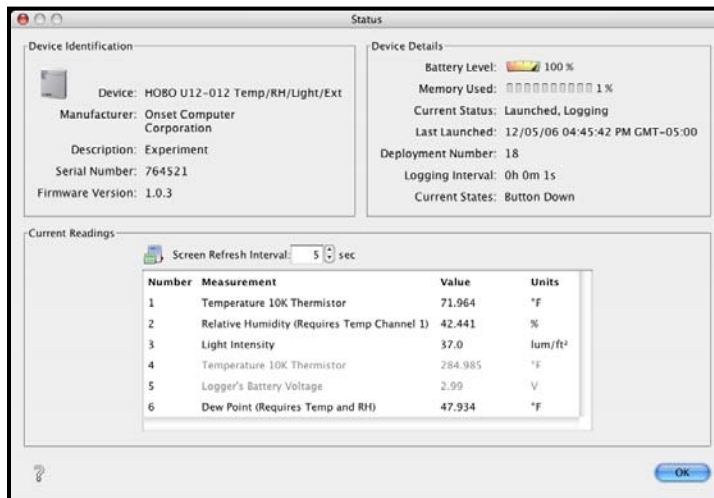 Status
Device Identification
Device: HOBO U12-012 Temp/RH/Light/Ext
Manufacturer: Onset Computer
Corporation
Description: Experiment
Serial Number: 764521
Firmware Version: 1.0.3
Device Details
Battery Level: 100 %
Memory Used: 1 %
Current Status: Launched, Logging
Last Launched: 12/05/06 04:45:42 PM GMT-05:00
Deployment Number: 18
Logging Interval: 0h 0m 1s
Current States: Button Down
Current Readings
Screen Refresh Interval: 5 sec
Number Measurement Value Units
1 Temperature 10K Thermistor 71.964 °F
2 Relative Humidity (Requires Temp Channel 1) 42.441 %
3 Light Intensity 37.0 lum/ft²
4 Temperature 10K Thermistor 284.985 °F
5 Logger's Battery Voltage 2.99 V
6 Dew Point (Requires Temp and RH) 47.934 °F
?
OK